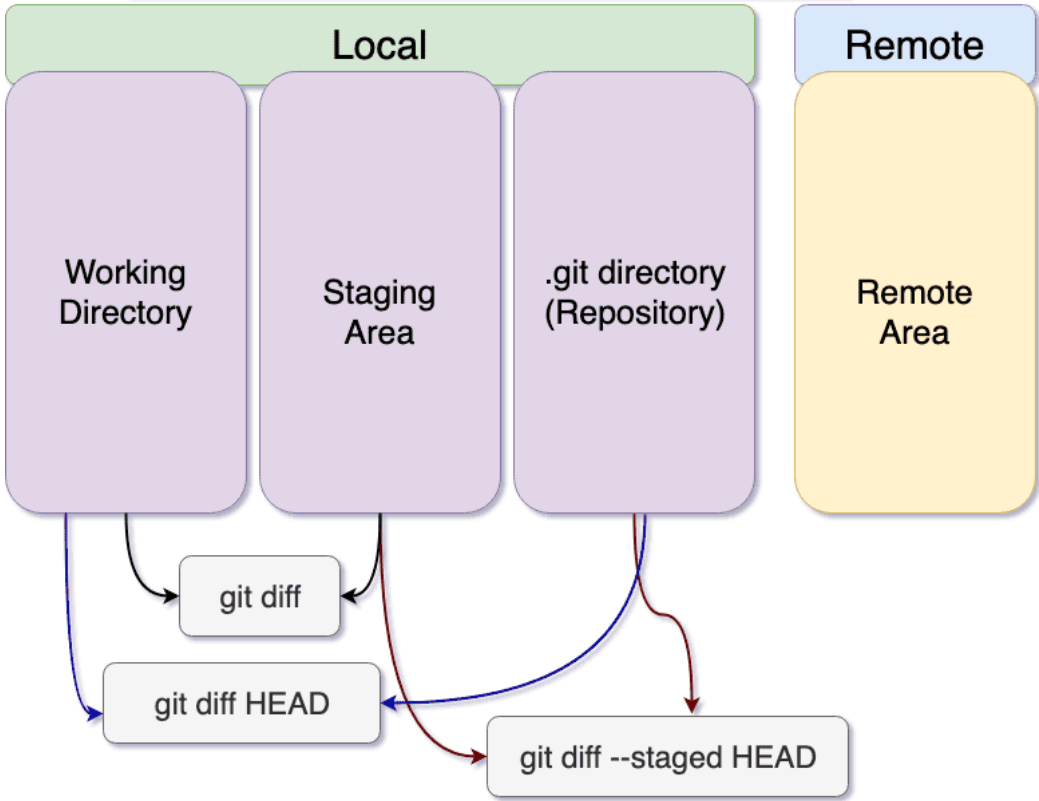 Local
Remote
Working
Directory
Staging
Area
.git directory
(Repository)
Remote
Area
git diff
git diff HEAD
git diff --staged HEAD